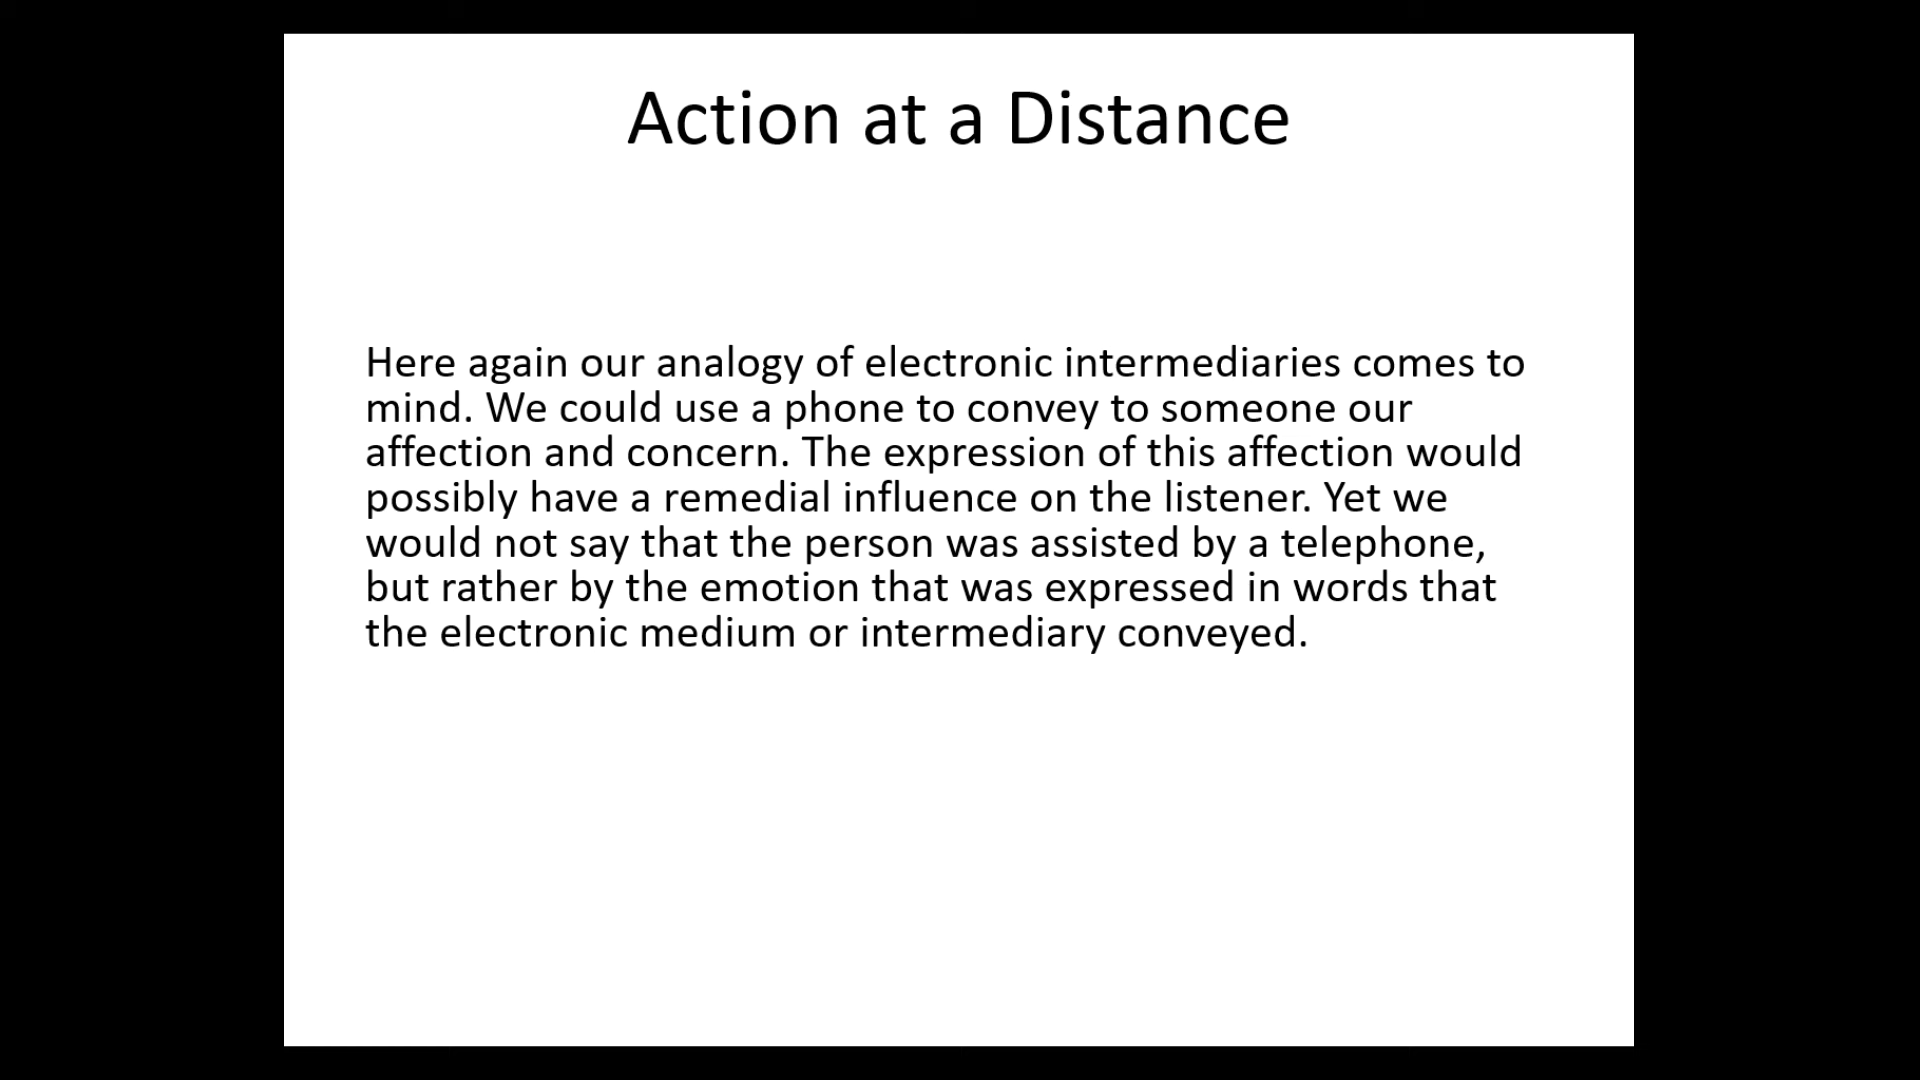 Action at a Distance
Here again our analogy of electronic intermediaries comes to
mind. We could use a phone to convey to someone our
affection and concern. The expression of this affection would
possibly have a remedial influence on the listener. Yet we
would not say that the person was assisted by a telephone,
but rather by the emotion that was expressed in words that
the electronic medium or intermediary conveyed.